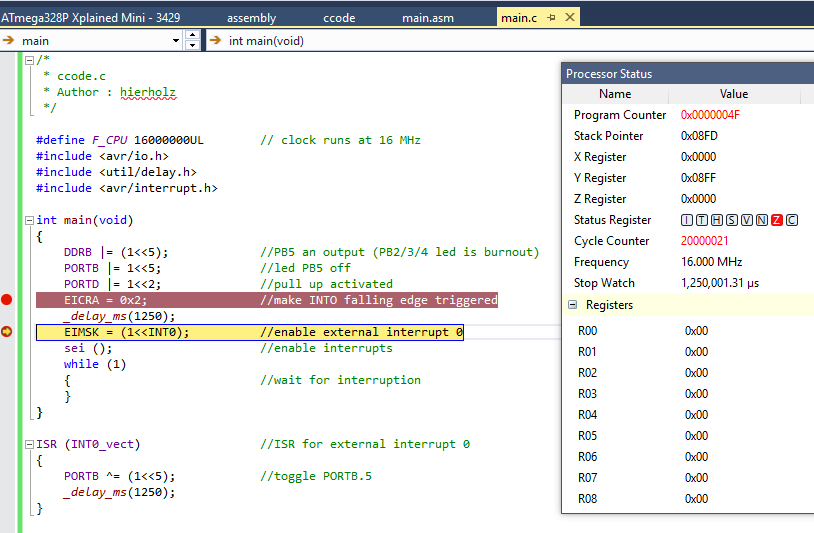 ATmega328P Xplained Mini - 3429 assembly ccode main.asm main.c
main int main(void)
/*
* ccode.c
* Author : hierholz
*/
#define F_CPU 16000000UL // clock runs at 16 MHz
#include <avr/io.h>
#include <util/delay.h>
#include <avr/interrupt.h>
int main(void)
{
DDRB |= (1<<5); //PB5 an output (PB2/3/4 led is burnout)
PORTB |= 1<<5; //led PB5 off
PORTD |= 1<<2; //pull up activated
EICRA = 0x2; //make INTO falling edge triggered
_delay_ms(1250);
EIMSK = (1<<INT0); //enable external interrupt 0
sei (); //enable interrupts
while (1)
{ //wait for interruption
}
}
ISR (INT0_vect) //ISR for external interrupt 0
{
PORTB ^= (1<<5); //toggle PORTB.5
_delay_ms(1250);
}
Processor Status
Name Value
Program Counter 0x0000004F
Stack Pointer 0x08FD
X Register 0x0000
Y Register 0x08FF
Z Register 0x0000
Status Register I T H S V N Z C
Cycle Counter 20000021
Frequency 16.000 MHz
Stop Watch 1,250,001.31 µs
Registers
R00 0x00
R01 0x00
R02 0x00
R03 0x00
R04 0x00
R05 0x00
R06 0x00
R07 0x00
R08 0x00